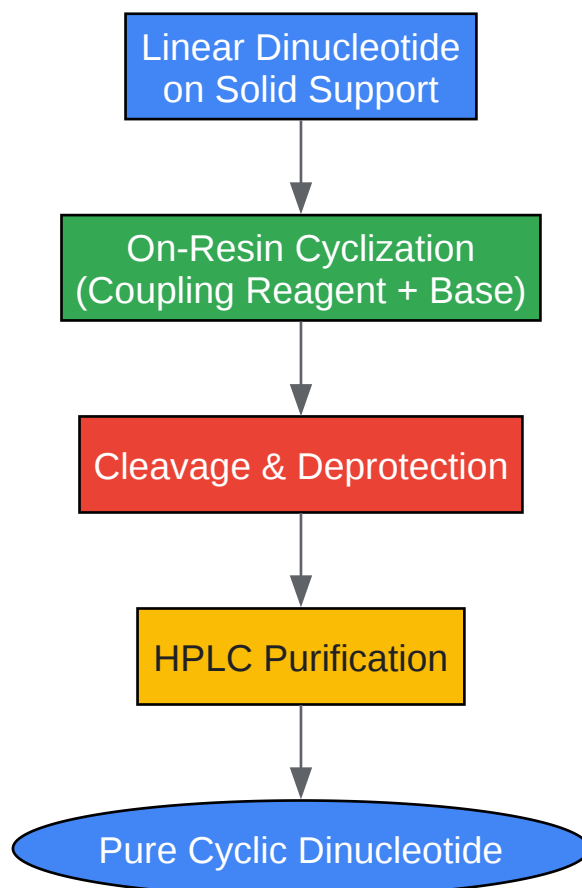 Linear Dinucleotide
on Solid Support
On-Resin Cyclization
(Coupling Reagent + Base)
Cleavage & Deprotection
HPLC Purification
Pure Cyclic Dinucleotide